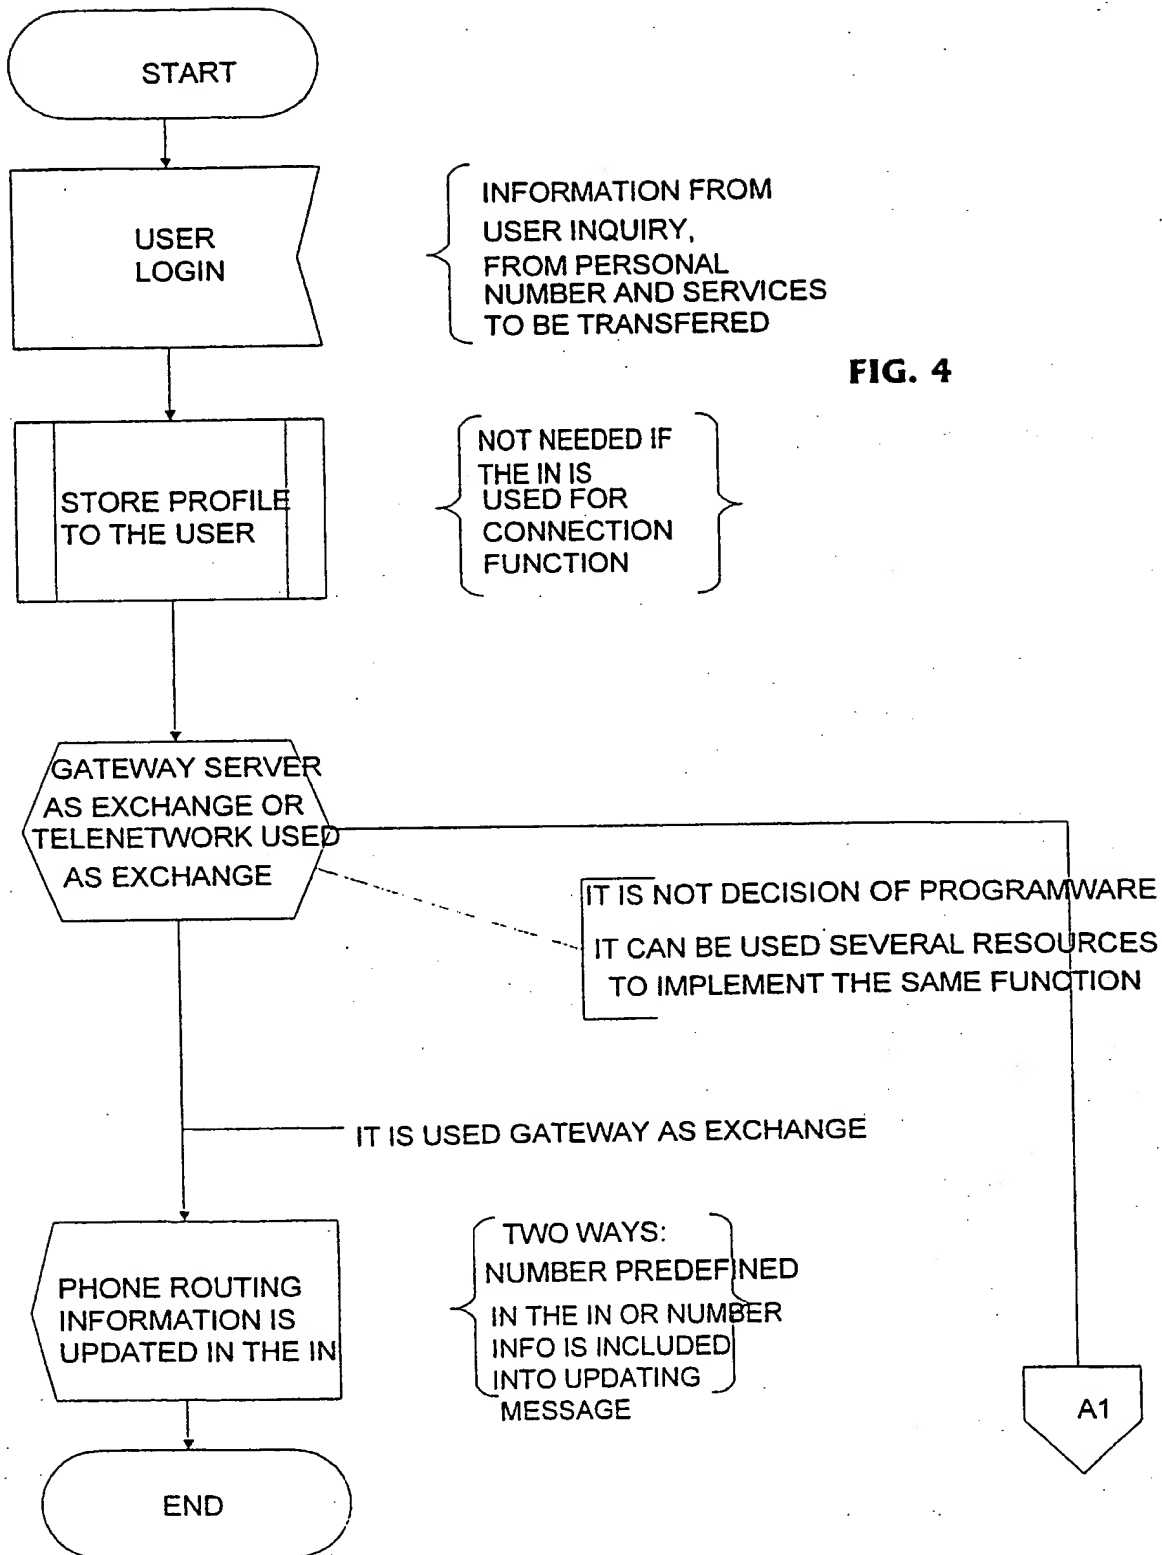 START
USER
LOGIN
INFORMATION FROM
USER INQUIRY,
FROM PERSONAL
NUMBER AND SERVICES
TO BE TRANSFERED
FIG. 4
STORE PROFILE
TO THE USER
NOT NEEDED IF
THE IN IS
USED FOR
CONNECTION
FUNCTION
GATEWAY SERVER
AS EXCHANGE OR
TELENETWORK USED
AS EXCHANGE
IT IS NOT DECISION OF PROGRAMWARE
IT CAN BE USED SEVERAL RESOURCES
TO IMPLEMENT THE SAME FUNCTION
IT IS USED GATEWAY AS EXCHANGE
PHONE ROUTING
INFORMATION IS
UPDATED IN THE IN
TWO WAYS:
NUMBER PREDEFINED
IN THE IN OR NUMBER
INFO IS INCLUDED
INTO UPDATING
MESSAGE
A1
END